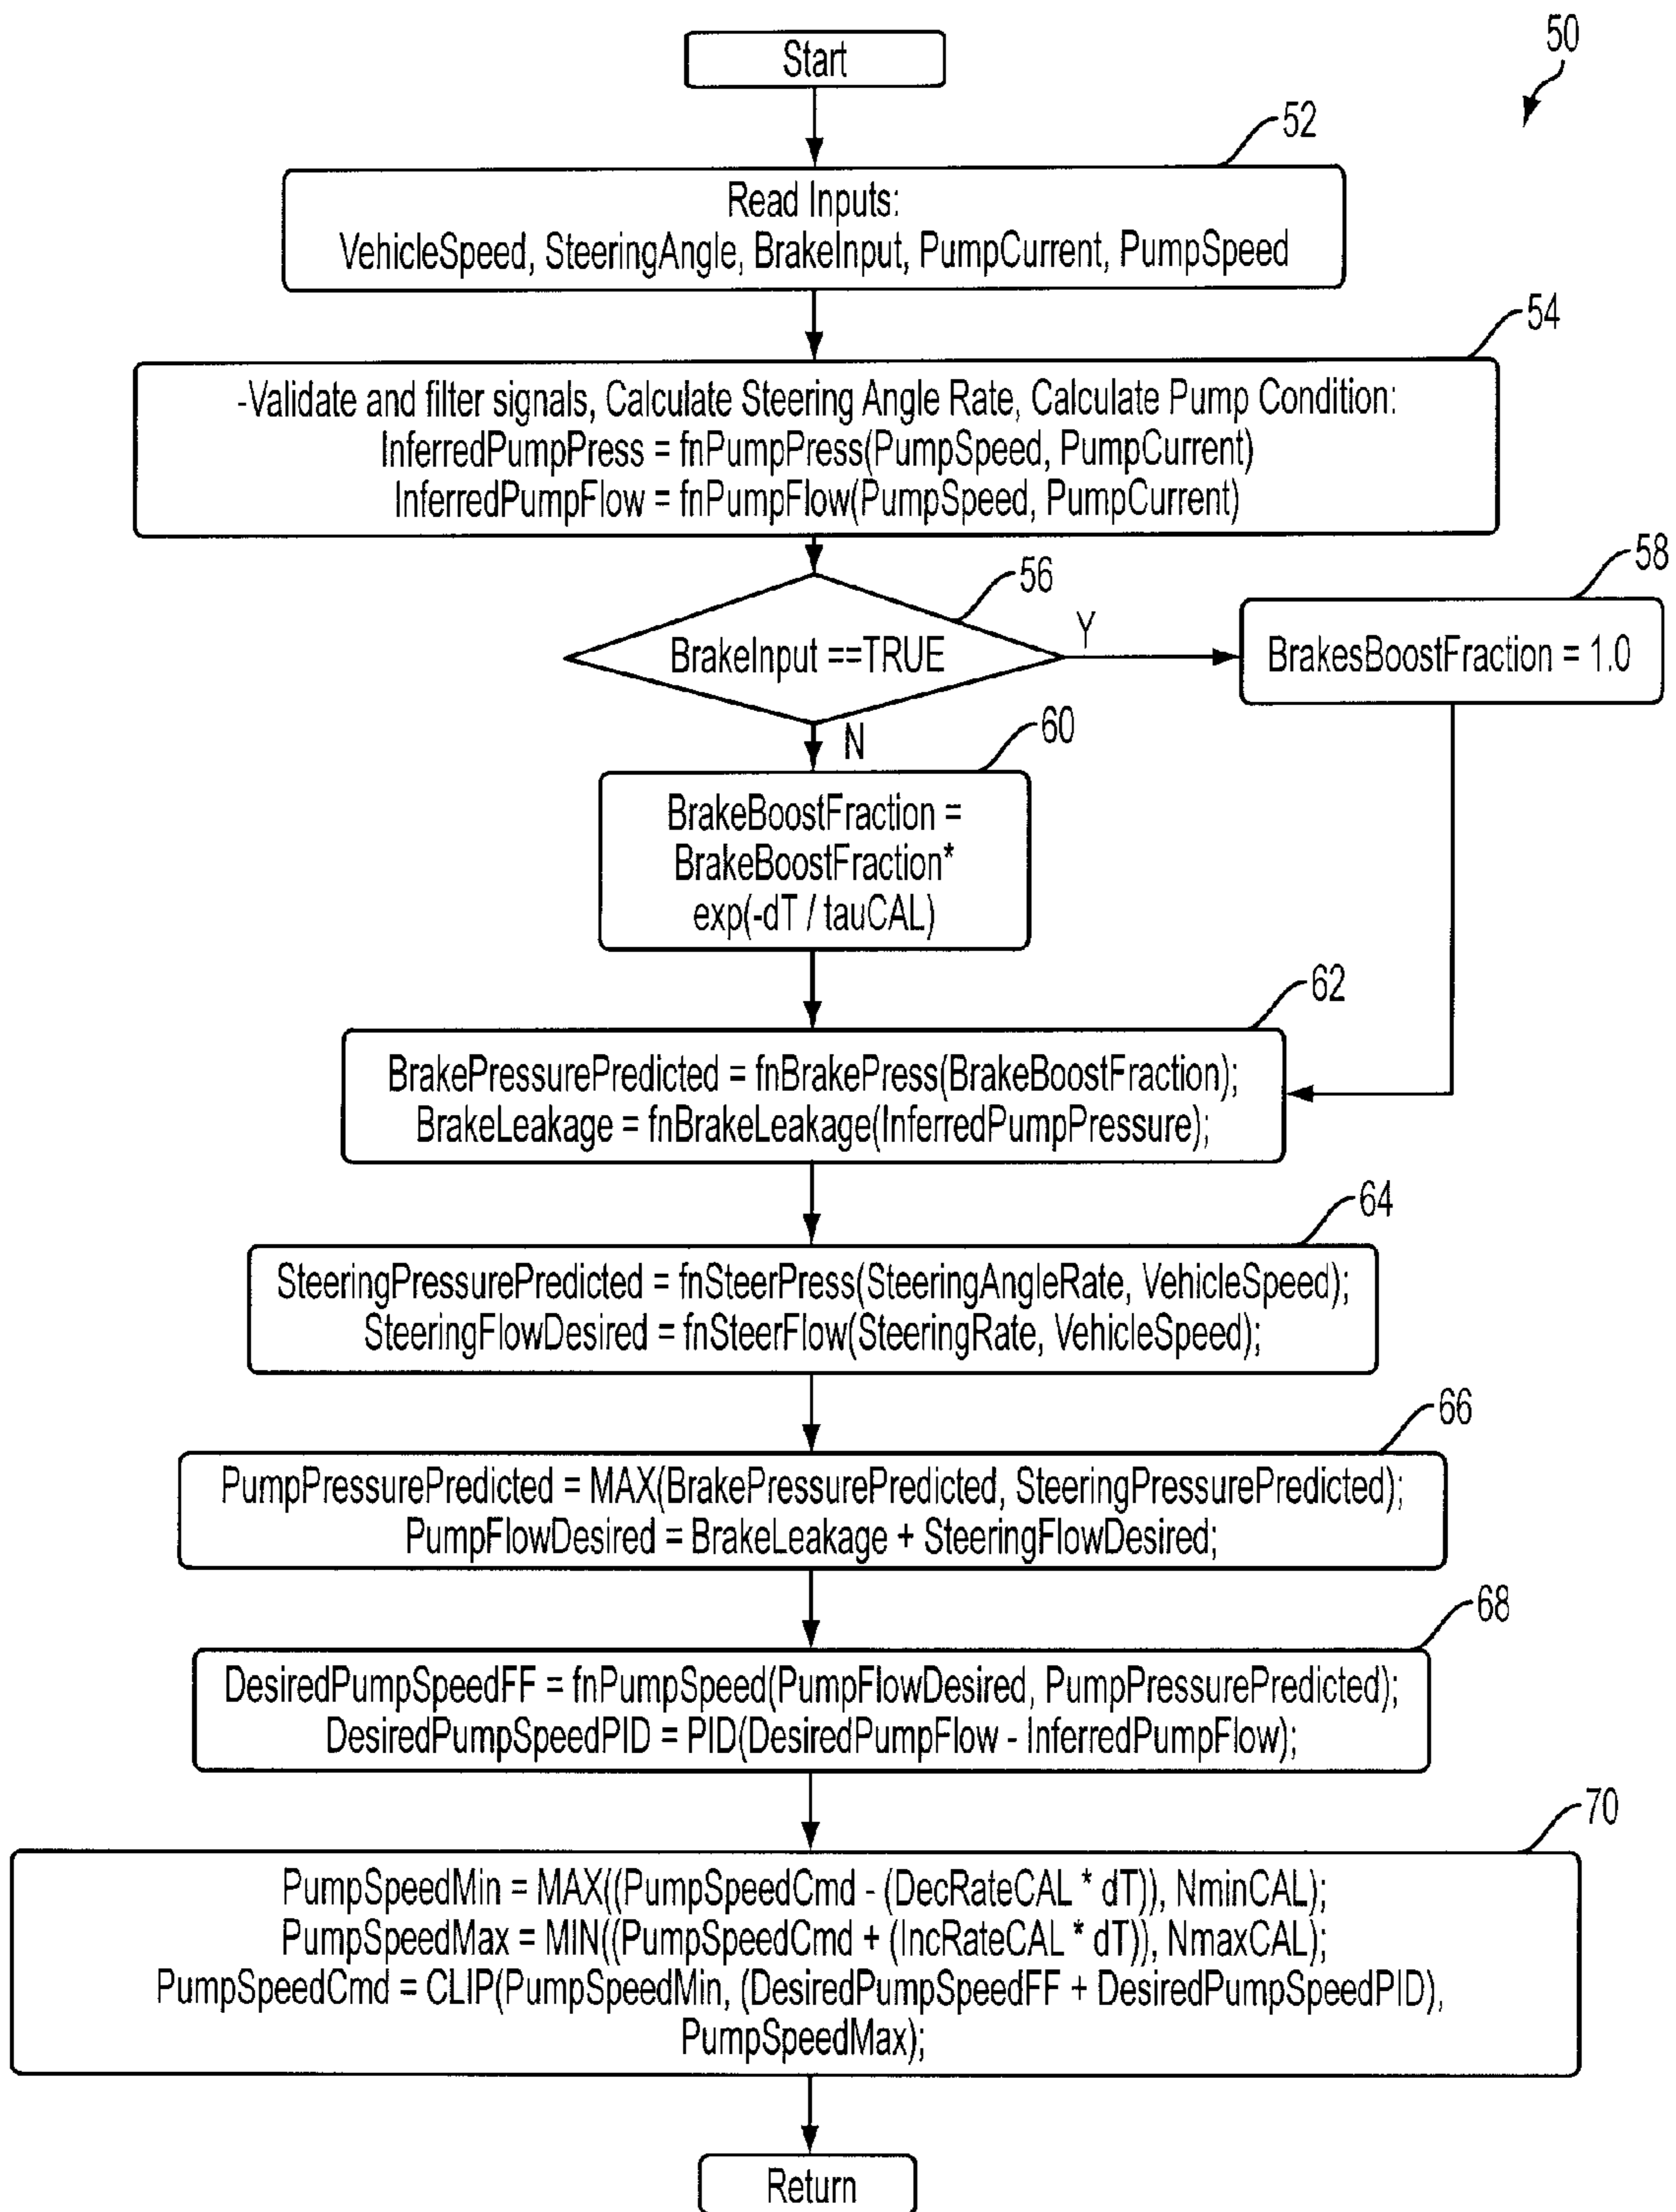 Start
50
52
Read Inputs:
VehicleSpeed, SteeringAngle, BrakeInput, PumpCurrent, PumpSpeed
54
-Validate and filter signals, Calculate Steering Angle Rate, Calculate Pump Condition:
InferredPumpPress = fnPumpPress(PumpSpeed, PumpCurrent)
InferredPumpFlow = fnPumpFlow(PumpSpeed, PumpCurrent)
56
BrakeInput ==TRUE
Y
58
BrakesBoostFraction = 1.0
N
60
BrakeBoostFraction =
BrakeBoostFraction*
exp(-dT / tauCAL)
62
BrakePressurePredicted = fnBrakePress(BrakeBoostFraction);
BrakeLeakage = fnBrakeLeakage(InferredPumpPressure);
64
SteeringPressurePredicted = fnSteerPress(SteeringAngleRate, VehicleSpeed);
SteeringFlowDesired = fnSteerFlow(SteeringRate, VehicleSpeed);
66
PumpPressurePredicted = MAX(BrakePressurePredicted, SteeringPressurePredicted);
PumpFlowDesired = BrakeLeakage + SteeringFlowDesired;
68
DesiredPumpSpeedFF = fnPumpSpeed(PumpFlowDesired, PumpPressurePredicted);
DesiredPumpSpeedPID = PID(DesiredPumpFlow - InferredPumpFlow);
70
PumpSpeedMin = MAX((PumpSpeedCmd - (DecRateCAL * dT)), NminCAL);
PumpSpeedMax = MIN((PumpSpeedCmd + (IncRateCAL * dT)), NmaxCAL);
PumpSpeedCmd = CLIP(PumpSpeedMin, (DesiredPumpSpeedFF + DesiredPumpSpeedPID),
PumpSpeedMax);
Return